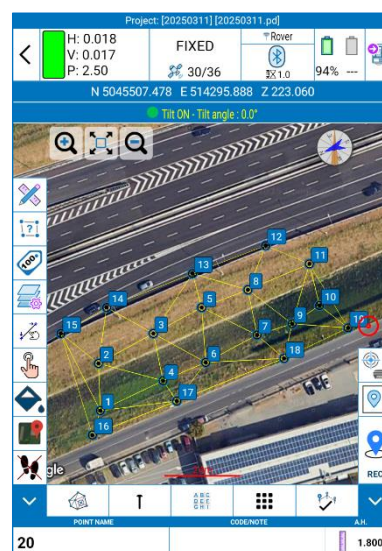 Project: [20250311] [20250311.pd]
H: 0.018
V: 0.017
P: 2.50
FIXED
30/36
Rover
1.0
94%
---
N 5045507.478 E 514295.888 Z 223.060
Tilt ON - Tilt angle : 0.0°
12
11
13
8
10
14
5
9
15
3
7
19
2
6
18
4
17
1
16
?
100
gle
REC
A B C
D E F
G H I
POINT NAME
CODE/NOTE
A.H.
20
1.800